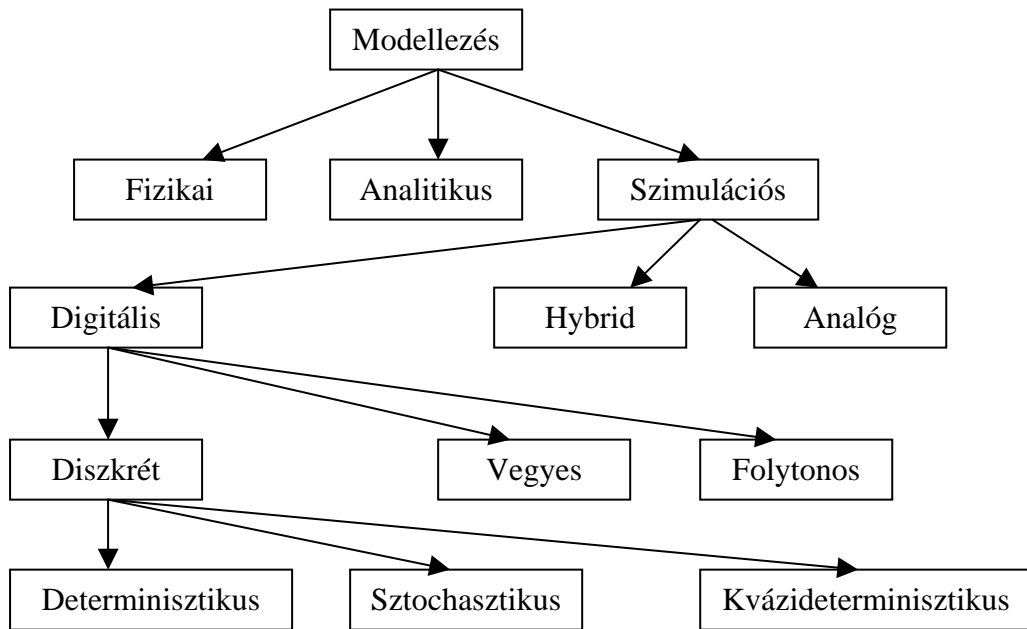 Modellezés
Fizikai
Analitikus
Szimulációs
Digitális
Hybrid
Analóg
Diszkrét
Vegyes
Folytonos
Determinisztikus
Sztochasztikus
Kvázideterminisztikus